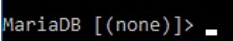 MariaDB [(none)]> _